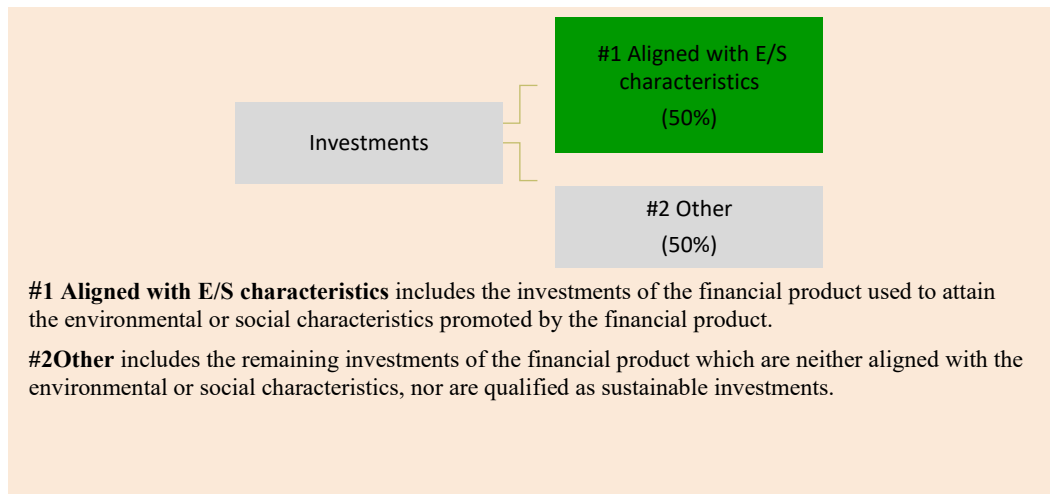 #1 Aligned with E/S
characteristics
(50%)
Investments
#2 Other
(50%)
#1 Aligned with E/S characteristics includes the investments of the financial product used to attain
the environmental or social characteristics promoted by the financial product.
#2Other includes the remaining investments of the financial product which are neither aligned with the
environmental or social characteristics, nor are qualified as sustainable investments.